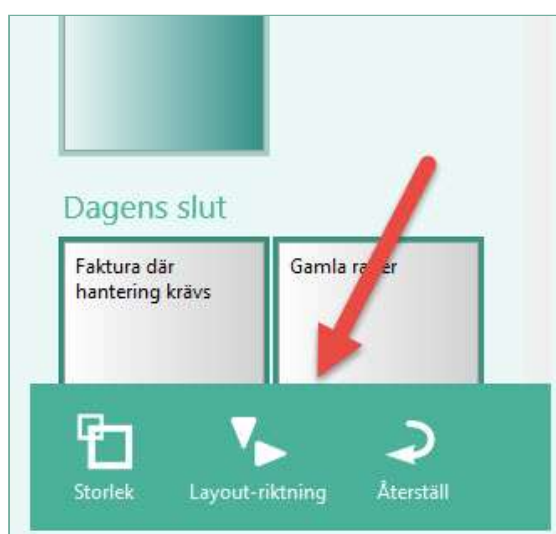 Dagens slut
Faktura där
hantering krävs
Gamla
Storlek
Layout-riktning
Återställ